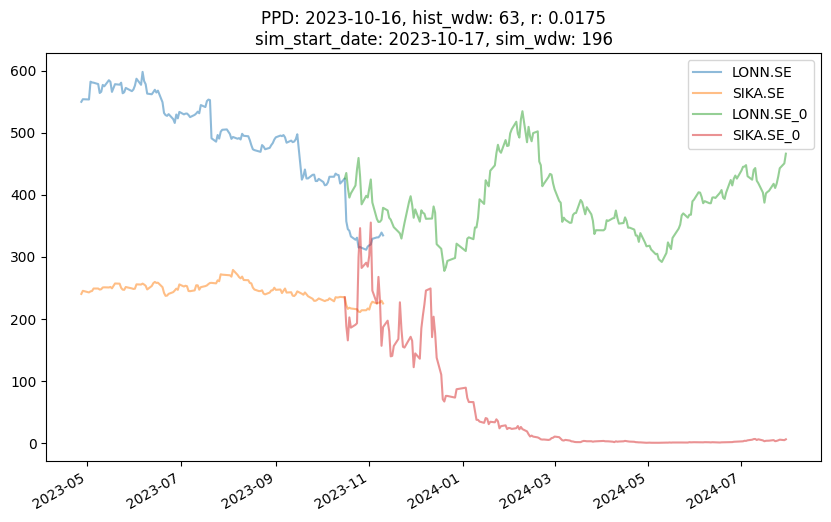 PPD: 2023-10-16, hist_wdw: 63, r: 0.0175
sim_start_date: 2023-10-17, sim_wdw: 196
LONN.SE
SIKA.SE
LONN.SE_0
SIKA.SE_0
600
500
400
300
200
100
0
2023-05
2023-07
2023-09
2023-11
2024-01
2024-03
2024-05
2024-07